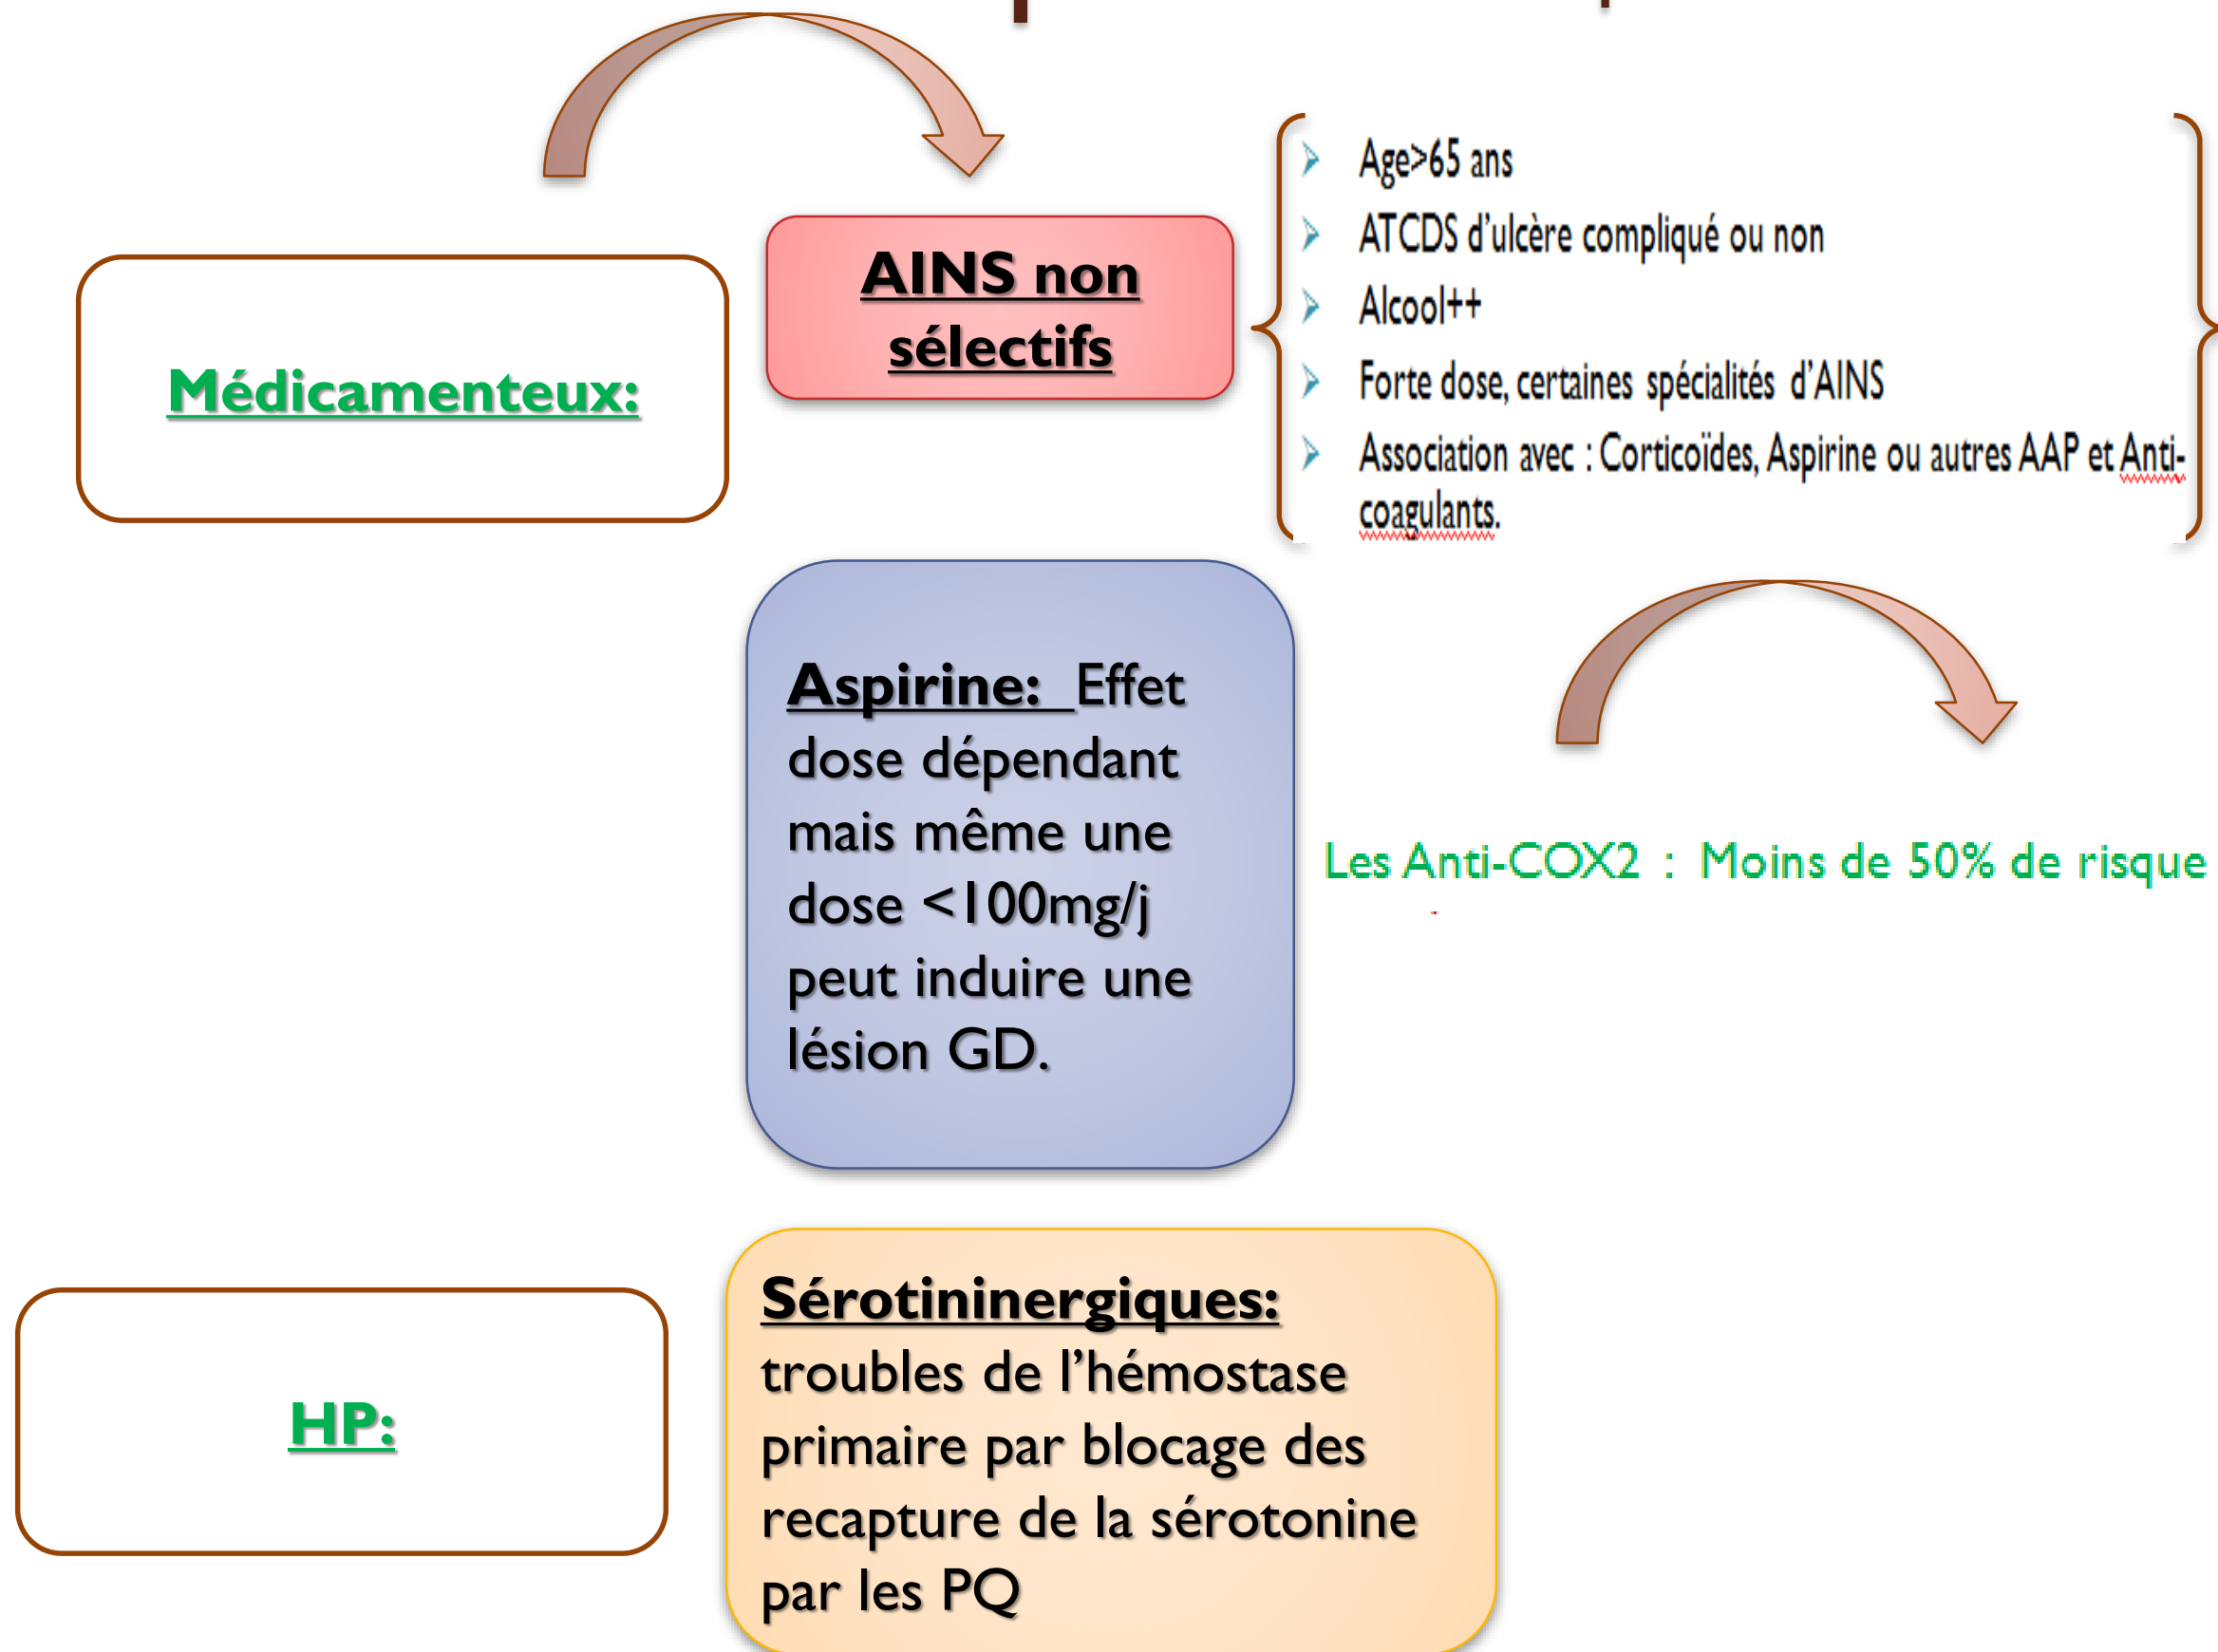 Médicamenteux:
AINS non
sélectifs
Age>65 ans
ATCDS d'ulcère compliqué ou non
Alcool++
Forte dose, certaines spécialités d'AINS
Association avec : Corticoïdes, Aspirine ou autres AAP et Anti-
coagulants.
Aspirine: Effet
dose dépendant
mais même une
dose <100mg/j
peut induire une
lésion GD.
Les Anti-COX2 : Moins de 50% de risque
HP:
Sérotininergiques:
troubles de l'hémostase
primaire par blocage des
recapture de la sérotonine
par les PQ